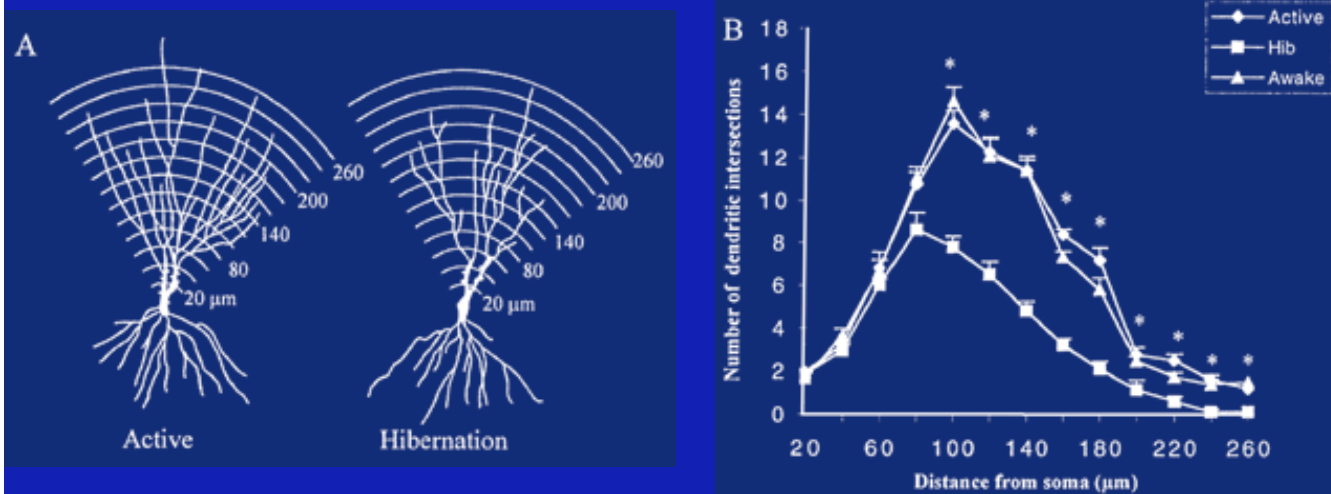 A
260
200
140
80
20 μm
Active
260
200
140
80
20 μm
Hibernation
B
Active
Hib
Awake
Number of dendritic intersections
18
16
14
12
10
8
6
4
2
0
* * * * * * * * *
20 60 100 140 180 220 260
Distance from soma (μm)